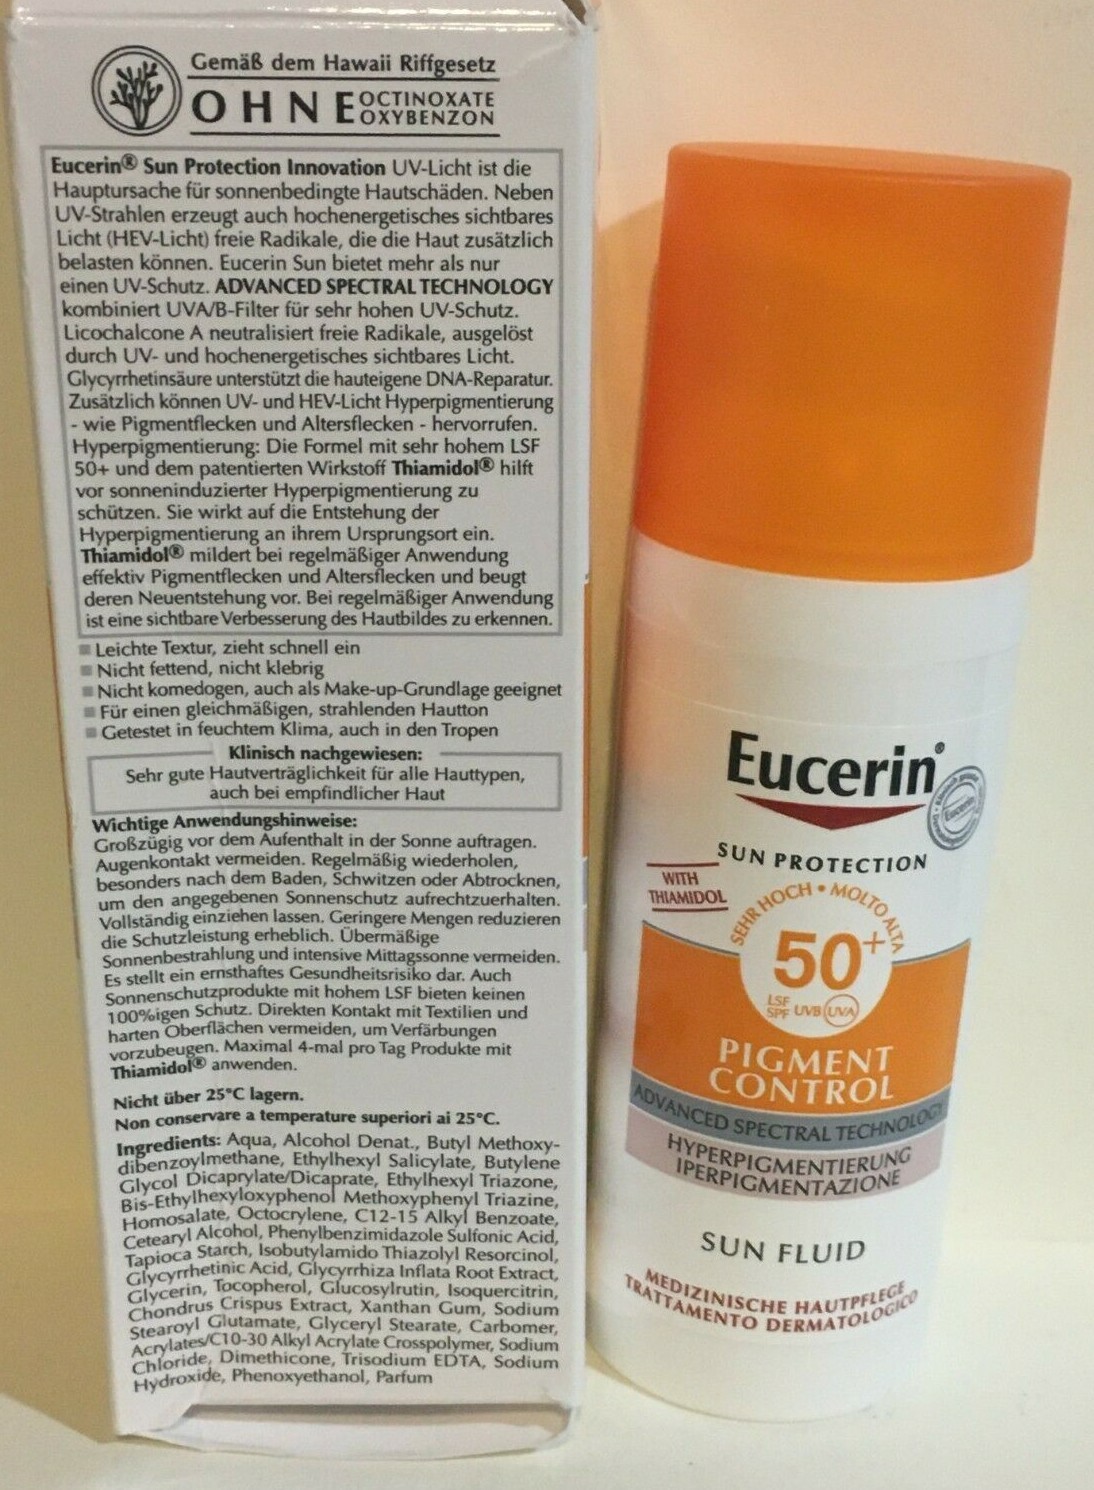 Gemäß dem Hawaii Riffgesetz
OHNE OCTINOXATE
OXYBENZON
Eucerin® Sun Protection Innovation UV-Licht ist die
Hauptursache für sonnenbedingte Hautschäden. Neben
UV-Strahlen erzeugt auch hochenergetisches sichtbares
Licht (HEV-Licht) freie Radikale, die die Haut zusätzlich
belasten können. Eucerin Sun bietet mehr als nur
einen UV-Schutz. ADVANCED SPECTRAL TECHNOLOGY
kombiniert UVA/B-Filter für sehr hohen UV-Schutz.
Licochalcone A neutralisiert freie Radikale, ausgelöst
durch UV- und hochenergetisches sichtbares Licht.
Glycyrrhetinsäure unterstützt die hauteigene DNA-Reparatur.
Zusätzlich können UV- und HEV-Licht Hyperpigmentierung
- wie Pigmentflecken und Altersflecken - hervorrufen.
Hyperpigmentierung: Die Formel mit sehr hohem LSF
50+ und dem patentierten Wirkstoff Thiamidol® hilft
vor sonneninduzierter Hyperpigmentierung zu
schützen. Sie wirkt auf die Entstehung der
Hyperpigmentierung an ihrem Ursprungsort ein.
Thiamidol® mildert bei regelmäßiger Anwendung
effektiv Pigmentflecken und Altersflecken und beugt
deren Neuentstehung vor. Bei regelmäßiger Anwendung
ist eine sichtbare Verbesserung des Hautbildes zu erkennen.
Leichte Textur, zieht schnell ein
Nicht fettend, nicht klebrig
Nicht komedogen, auch als Make-up-Grundlage geeignet
Für einen gleichmäßigen, strahlenden Hautton
Getestet in feuchtem Klima, auch in den Tropen
Klinisch nachgewiesen:
Sehr gute Hautverträglichkeit für alle Hauttypen,
auch bei empfindlicher Haut
Wichtige Anwendungshinweise:
Großzügig vor dem Aufenthalt in der Sonne auftragen.
Augenkontakt vermeiden. Regelmäßig wiederholen,
besonders nach dem Baden, Schwitzen oder Abtrocknen,
um den angegebenen Sonnenschutz aufrechtzuerhalten.
Vollständig einziehen lassen. Geringere Mengen reduzieren
die Schutzleistung erheblich. Übermäßige
Sonnenbestrahlung und intensive Mittagssonne vermeiden.
Es stellt ein ernsthaftes Gesundheitsrisiko dar. Auch
Sonnenschutzprodukte mit hohem LSF bieten keinen
100%igen Schutz. Direkten Kontakt mit Textilien und
harten Oberflächen vermeiden, um Verfärbungen
vorzubeugen. Maximal 4-mal pro Tag Produkte mit
Thiamidol® anwenden.
Nicht über 25°C lagern.
Non conservare a temperature superiori ai 25°C.
Ingredients: Aqua, Alcohol Denat., Butyl Methoxy-
dibenzoylmethane, Ethylhexyl Salicylate, Butylene
Glycol Dicaprylate/Dicaprate, Ethylhexyl Triazone,
Bis-Ethylhexyloxyphenol Methoxyphenyl Triazine,
Homosalate, Octocrylene, C12-15 Alkyl Benzoate,
Cetearyl Alcohol, Phenylbenzimidazole Sulfonic Acid,
Tapioca Starch, Isobutylamido Thiazolyl Resorcinol,
Glycyrrhetinic Acid, Glycyrrhiza Inflata Root Extract,
Glycerin, Tocopherol, Glucosylrutin, Isoquercitrin,
Chondrus Crispus Extract, Xanthan Gum, Sodium
Stearoyl Glutamate, Glyceryl Stearate, Carbomer,
Acrylates/C10-30 Alkyl Acrylate Crosspolymer, Sodium
Chloride, Dimethicone, Trisodium EDTA, Sodium
Hydroxide, Phenoxyethanol, Parfum
Eucerin®
Eucerin
SUN PROTECTION
WITH
THIAMIDOL
SEHR HOCH • MOLTO ALTA
50+
LSF
SPF UVB UVA
PIGMENT
CONTROL
ADVANCED SPECTRAL TECHNOLOGY
HYPERPIGMENTIERUNG
IPERPIGMENTAZIONE
SUN FLUID
MEDIZINISCHE HAUTPFLEGE
TRATTAMENTO DERMATOLOGICO